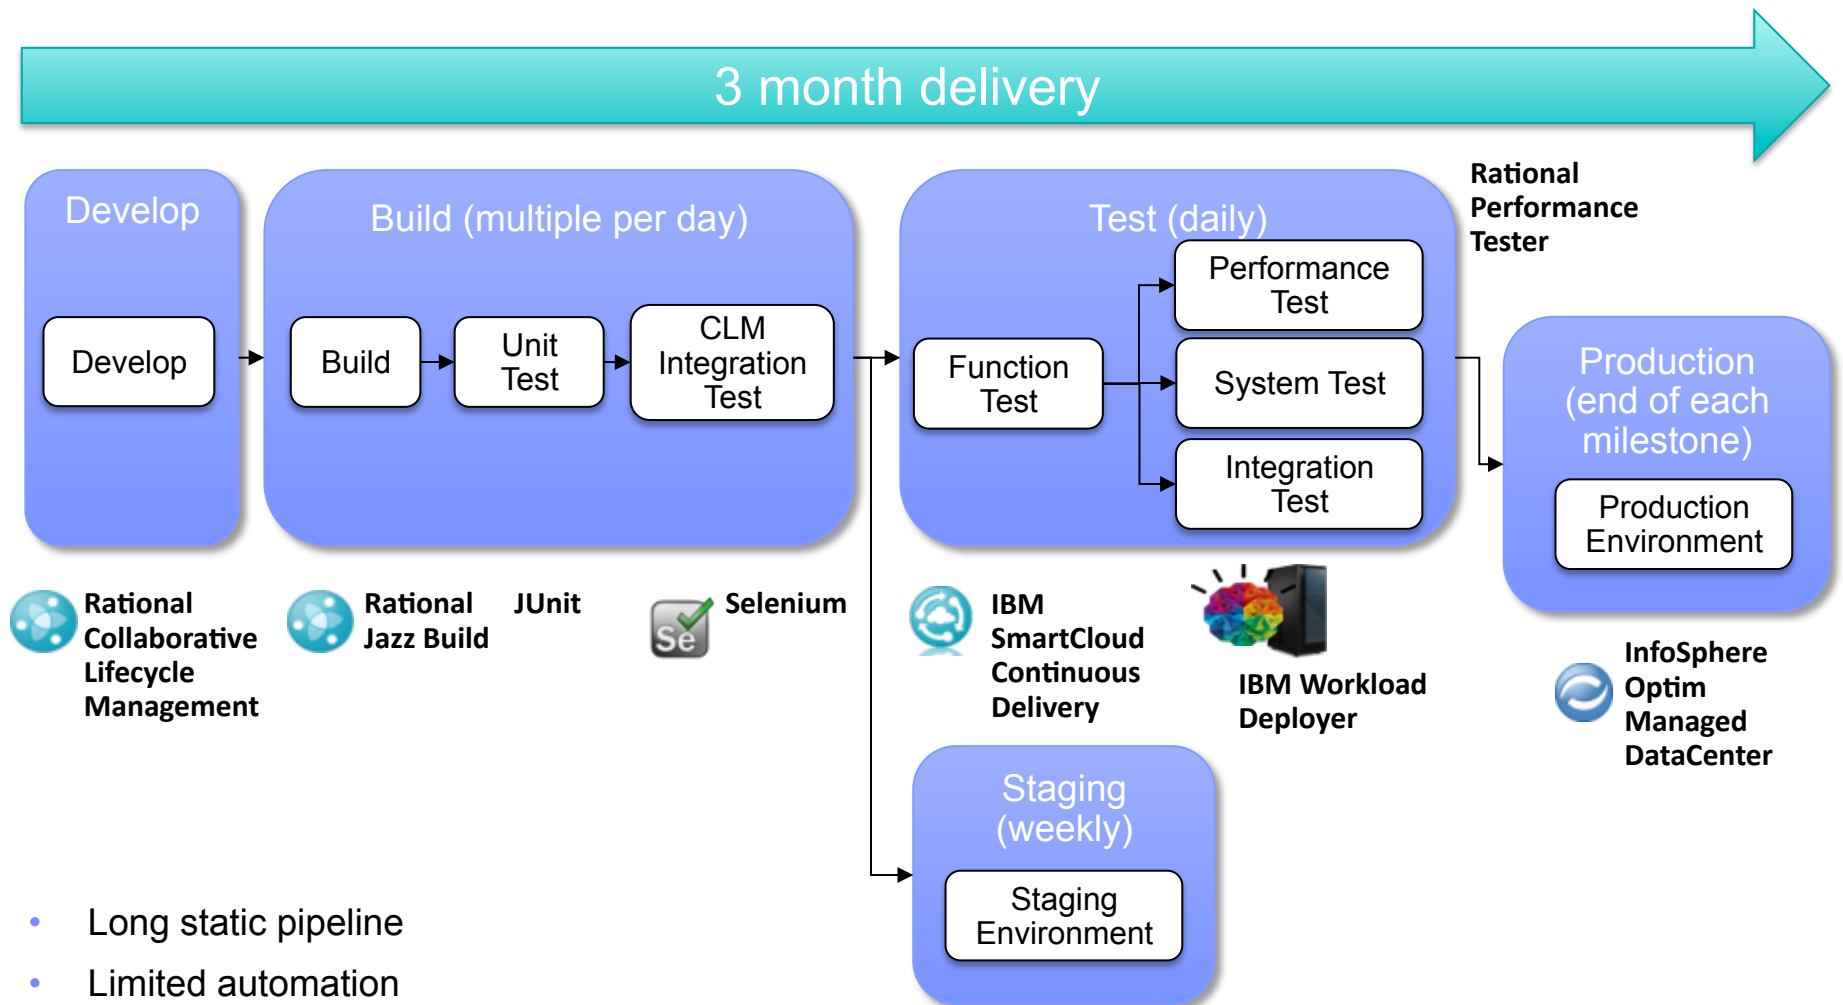 3 month delivery
Develop
Develop
Build (multiple per day)
Build
Unit
Test
CLM
Integration
Test
Test (daily)
Function
Test
Performance
Test
System Test
Integration
Test
Rational
Performance
Tester
Production
(end of each
milestone)
Production
Environment
Rational
Collaborative
Lifecycle
Management
Rational
Jazz Build
JUnit
Se
Selenium
IBM
SmartCloud
Continuous
Delivery
IBM Workload
Deployer
InfoSphere
Optim
Managed
DataCenter
Staging
(weekly)
Staging
Environment
• Long static pipeline
• Limited automation